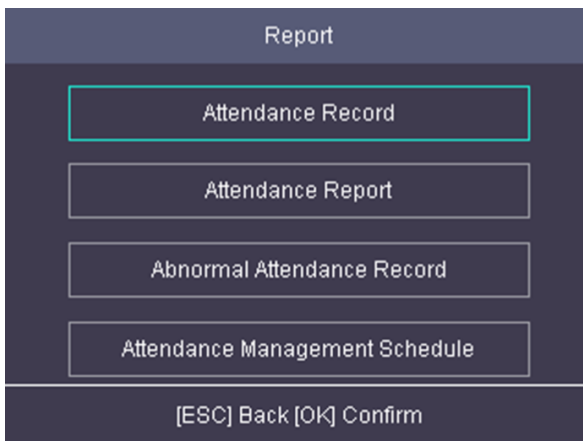 Report
Attendance Record
Attendance Report
Abnormal Attendance Record
Attendance Management Schedule
[ESC] Back [OK] Confirm